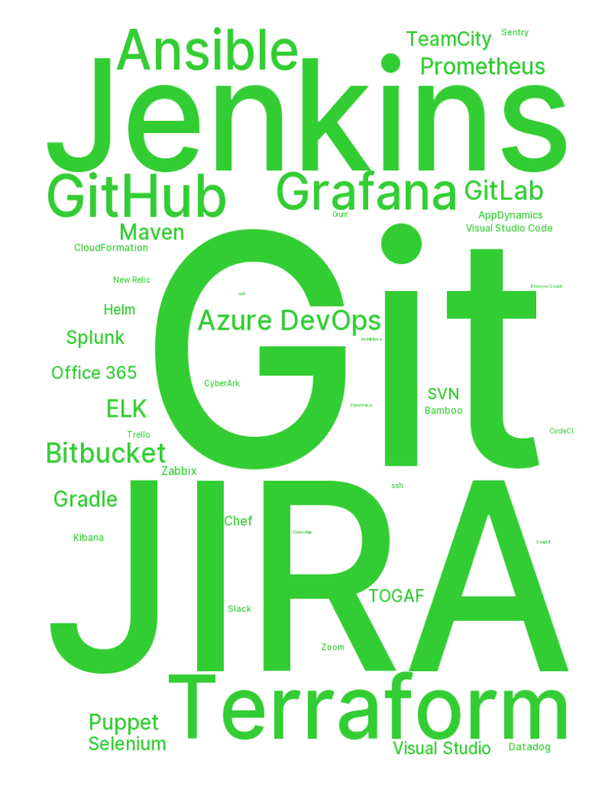 Ansible
TeamCity
Sentry
Prometheus
Jenkins
GitHub
Grafana
GitLab
Grunt
AppDynamics
Maven
Visual Studio Code
CloudFormation
New Relic
Git
Helm
Azure DevOps
Splunk
Office 365
CyberArk
SVN
ELK
Dynatrace
Bamboo
Trello
CircleCI
Bitbucket
Zabbix
ssh
Gradle
Chef
Kibana
JIRA
TOGAF
Slack
Zoom
Terraform
Puppet
Selenium
Visual Studio
Datadog